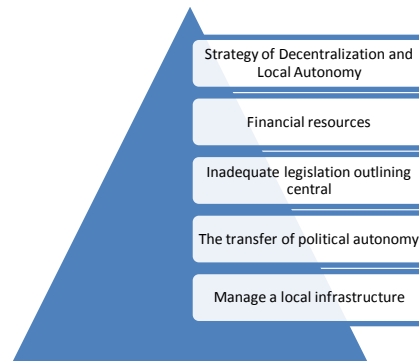 Strategy of Decentralization and
Local Autonomy
Financial resources
Inadequate legislation outlining
central
The transfer of political autonomy
Manage a local infrastructure